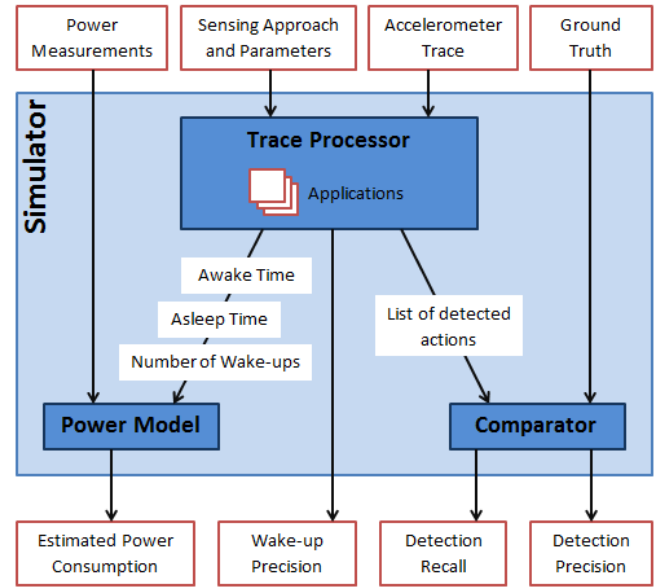 Power
Measurements
Sensing Approach
and Parameters
Accelerometer
Trace
Ground
Truth
Simulator
Trace Processor
Applications
Awake Time
Asleep Time
Number of Wake-ups
List of detected
actions
Power Model
Comparator
Estimated Power
Consumption
Wake-up
Precision
Detection
Recall
Detection
Precision